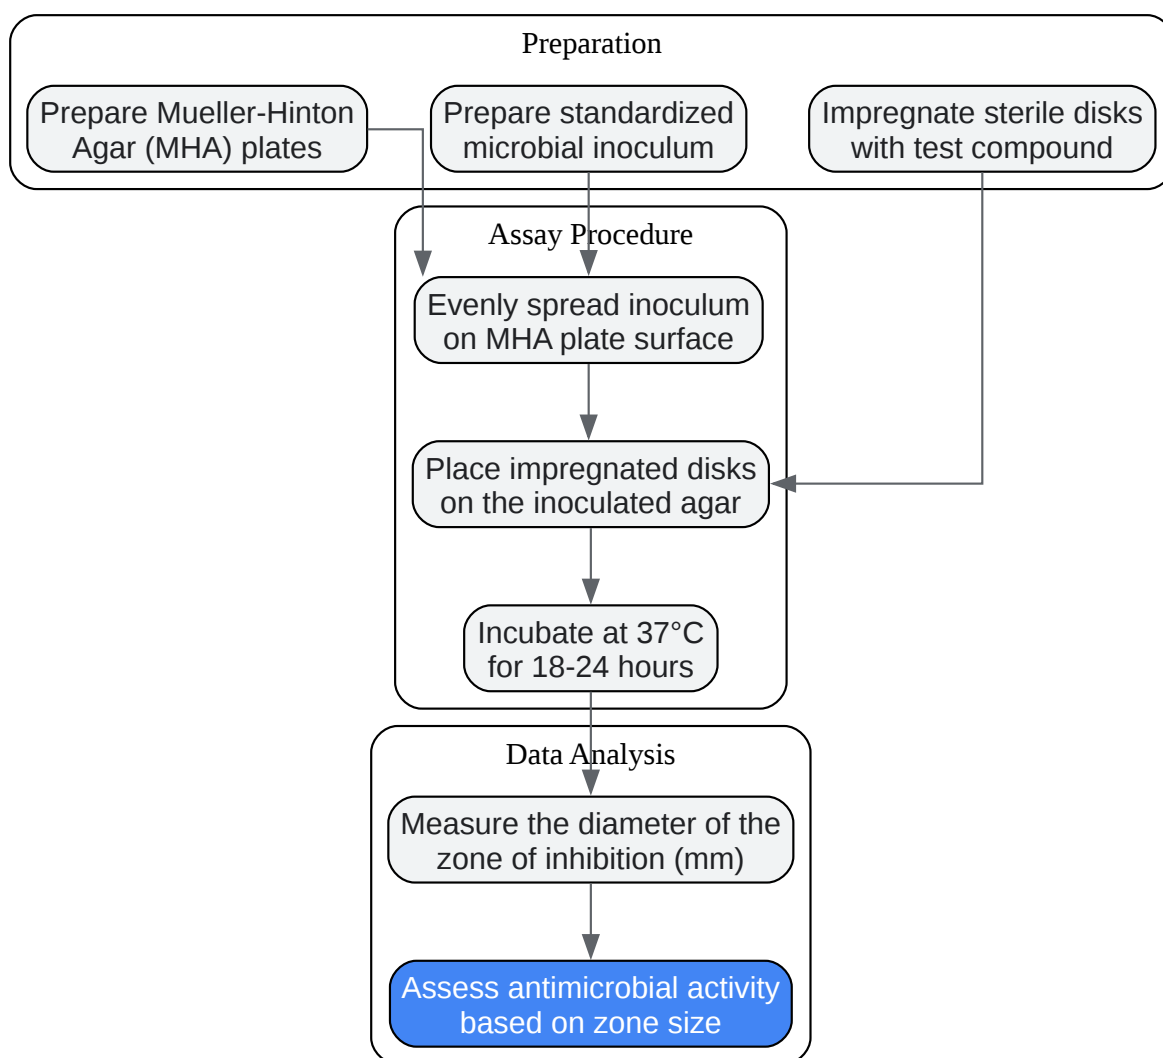 Preparation
Prepare Mueller-Hinton
Agar (MHA) plates
Prepare standardized
microbial inoculum
Impregnate sterile disks
with test compound
Assay Procedure
Evenly spread inoculum
on MHA plate surface
Place impregnated disks
on the inoculated agar
Incubate at 37°C
for 18-24 hours
Data Analysis
Measure the diameter of the
zone of inhibition (mm)
Assess antimicrobial activity
based on zone size